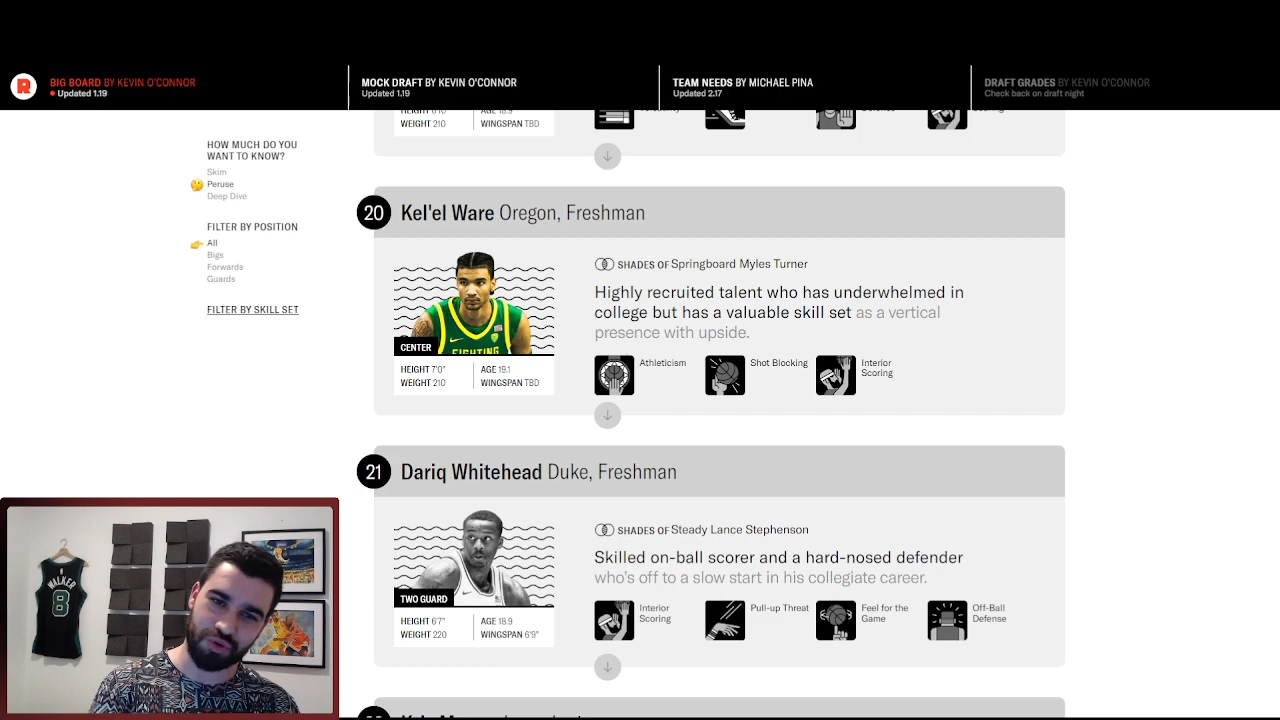 R
BIG BOARD BY KEVIN O'CONNOR
Updated 1.19
MOCK DRAFT BY KEVIN O'CONNOR
Updated 1.19
TEAM NEEDS BY MICHAEL PINA
Updated 2.17
DRAFT GRADES BY KEVIN O'CONNOR
Check back on draft night
HOW MUCH DO YOU
WANT TO KNOW?
Skim
Peruse
Deep Dive
FILTER BY POSITION
All
Bigs
Forwards
Guards
FILTER BY SKILL SET
WEIGHT 210
WINGSPAN TBD
20
Kel'el Ware Oregon, Freshman
SHADES OF Springboard Myles Turner
Highly recruited talent who has underwhelmed in
college but has a valuable skill set as a vertical
presence with upside.
CENTER
HEIGHT 7'0"
AGE 19.1
WEIGHT 210
WINGSPAN TBD
Athleticism
Shot Blocking
Interior
Scoring
21
Dariq Whitehead Duke, Freshman
SHADES OF Steady Lance Stephenson
Skilled on-ball scorer and a hard-nosed defender
who's off to a slow start in his collegiate career.
TWO GUARD
HEIGHT 6'7"
AGE 18.9
WEIGHT 220
WINGSPAN 6'9"
Interior
Scoring
Pull-up Threat
Feel for the
Game
Off-Ball
Defense
WALKER
8